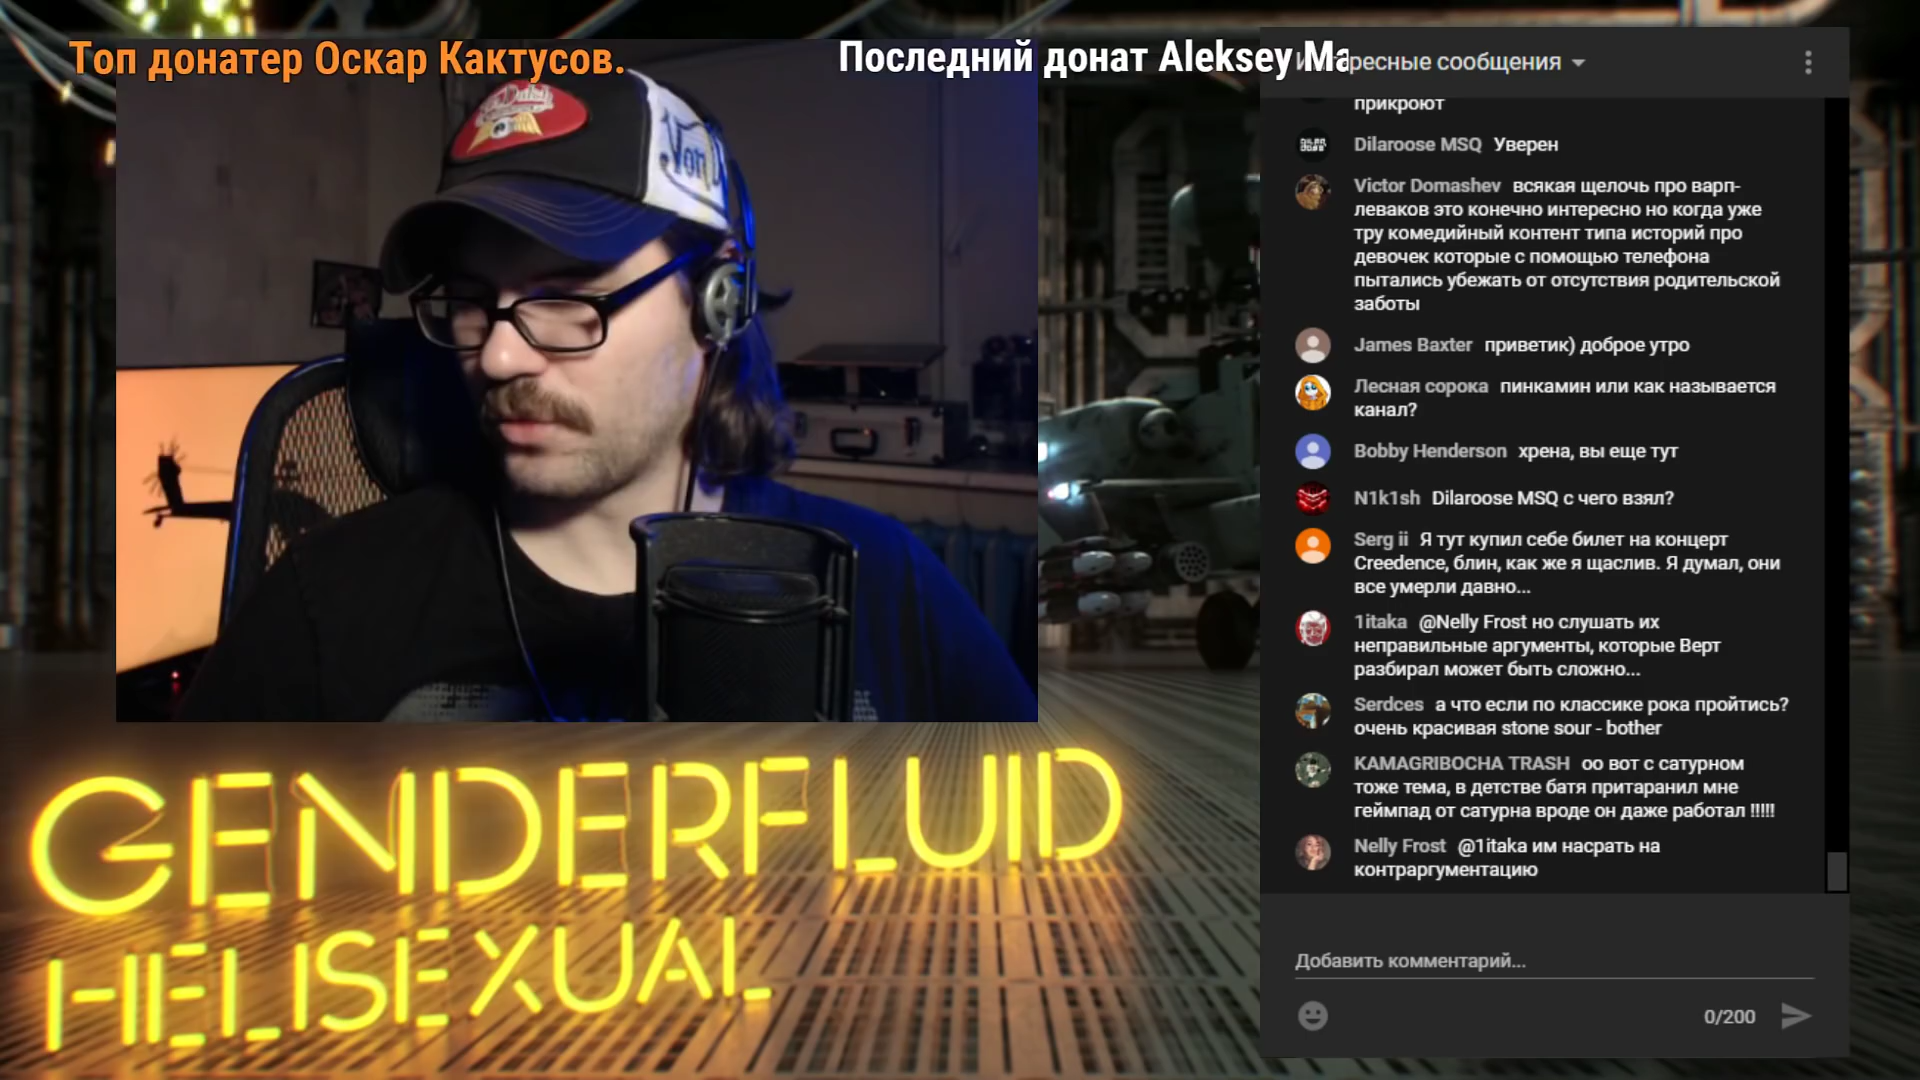 Топ донатер Оскар Кактусов.
Последний донат Aleksey Ma
ресные сообщения
прикроют
Dilaroose MSQ Уверен
Victor Domashev всякая щелочь про варп-
леваков это конечно интересно но когда уже
тру комедийный контент типа историй про
девочек которые с помощью телефона
пытались убежать от отсутствия родительской
заботы
James Baxter приветик) доброе утро
Лесная сорока пинкамин или как называется
канал?
Bobby Henderson хрена, вы еще тут
N1k1sh Dilaroose MSQ с чего взял?
Serg ii Я тут купил себе билет на концерт
Creedence, блин, как же я щаслив. Я думал, они
все умерли давно...
1itaka @Nelly Frost но слушать их
неправильные аргументы, которые Верт
разбирал может быть сложно...
Serdces а что если по классике рока пройтись?
очень красивая stone sour - bother
KAMAGRIBOCHA TRASH оо вот с сатурном
тоже тема, в детстве батя притаранил мне
геймпад от сатурна вроде он даже работал !!!!!
Nelly Frost @1itaka им насрать на
контраргументацию
Добавить комментарий...
0/200
GENDERFLUID
HELISEXUAL